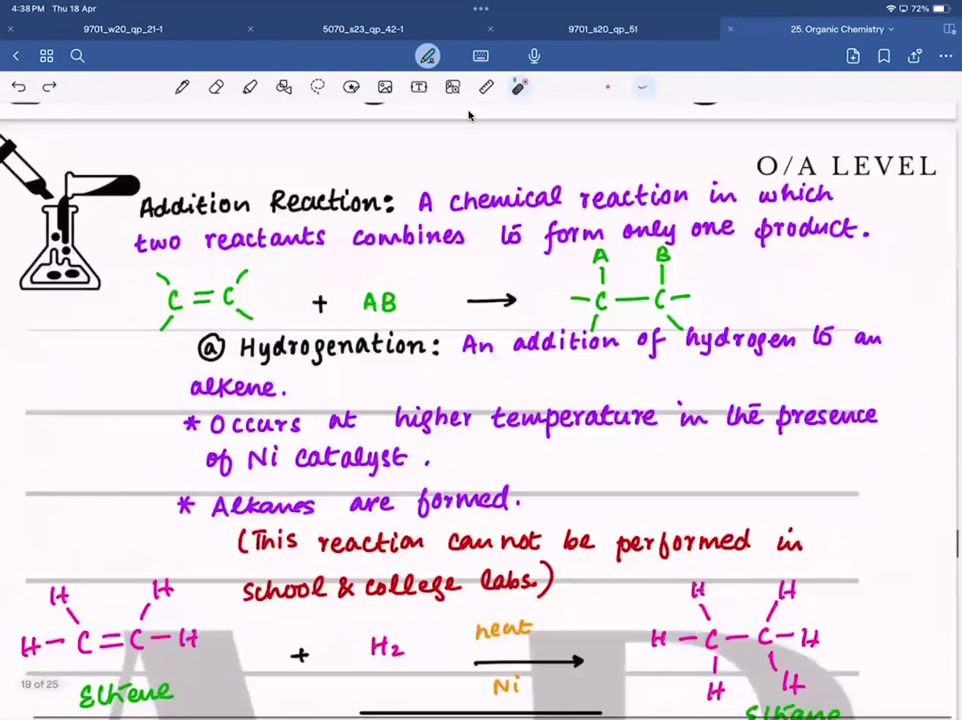 4:38 PM Thu 18 Apr
72%
9701_w20_qp_21-1
5070_s23_qp_42-1
9701_s20_qp_51
25. Organic Chemistry
O/A LEVEL
Addition Reaction: A chemical reaction in which
two reactants combines to form only one product.
A B
C = C + AB → – C — C –
ⓐ Hydrogenation: An addition of hydrogen to an
alkene.
* Occurs at higher temperature in the presence
of Ni catalyst.
* Alkanes are formed.
(This reaction cannot be performed in
school & college labs.)
H H H H
H – C = C – H + H₂ heat → H – C – C – H
Ni H H
19 of 25
Ethene Ethane